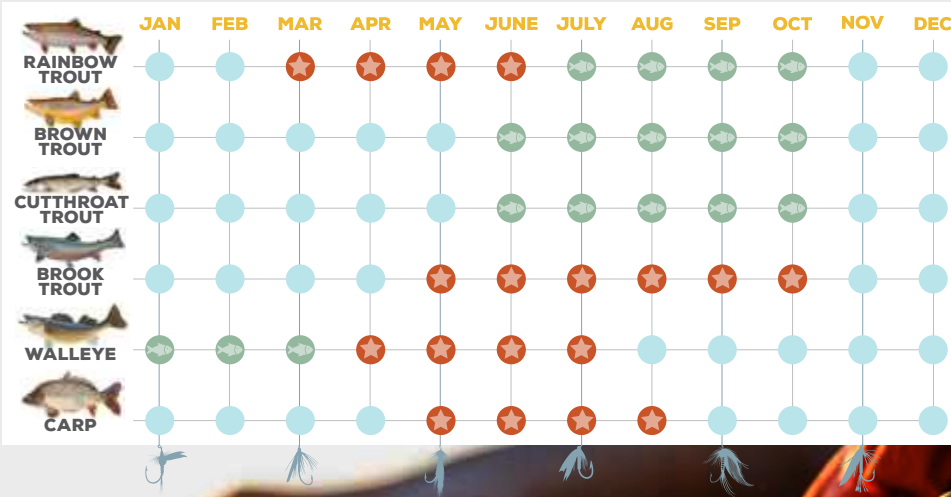 JAN FEB MAR APR MAY JUNE JULY AUG SEP OCT NOV DEC
RAINBOW
TROUT
BROWN
TROUT
CUTTHROAT
TROUT
BROOK
TROUT
WALLEYE
CARP